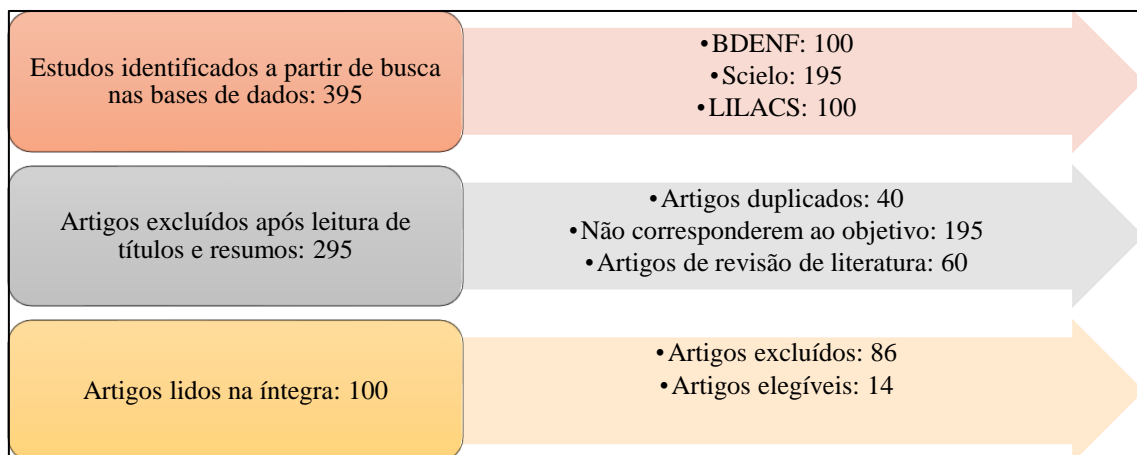 Estudos identificados a partir de busca
nas bases de dados: 395
•BDENF: 100
•Scielo: 195
•LILACS: 100
Artigos excluídos após leitura de
títulos e resumos: 295
•Artigos duplicados: 40
•Não corresponderem ao objetivo: 195
•Artigos de revisão de literatura: 60
Artigos lidos na íntegra: 100
•Artigos excluídos: 86
•Artigos elegíveis: 14